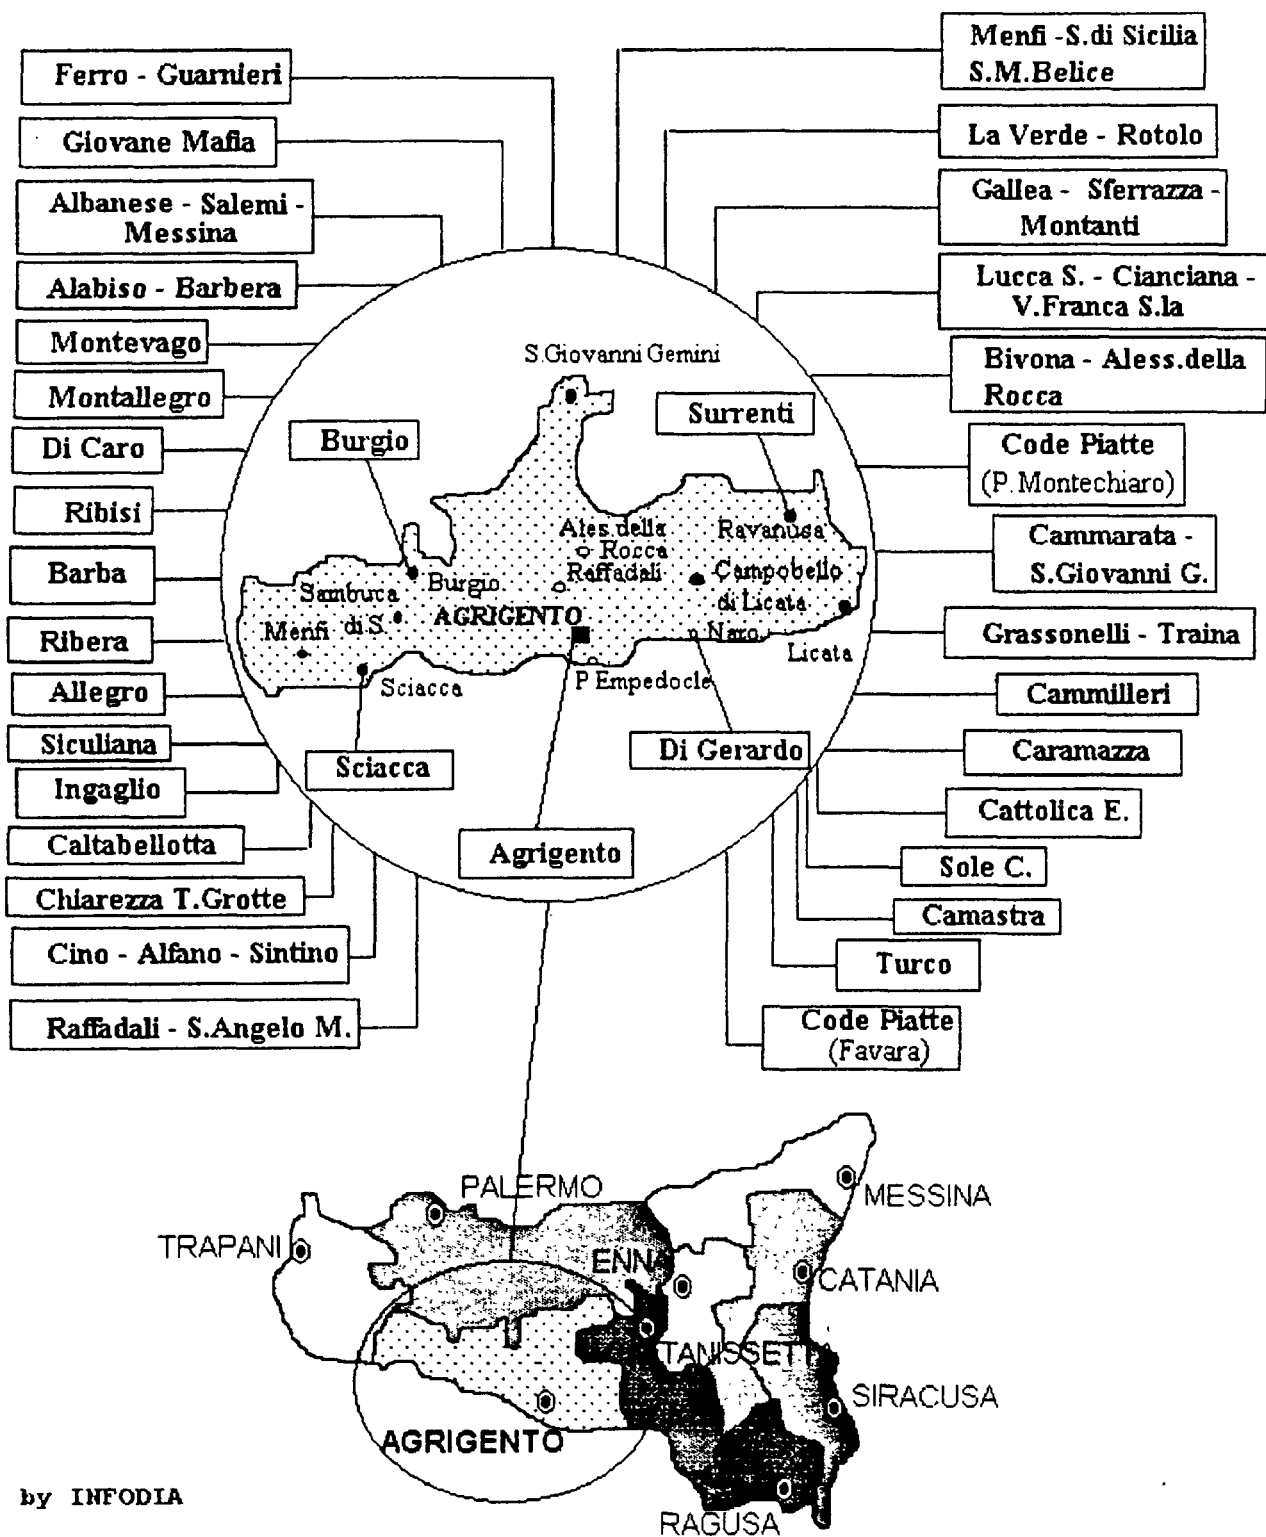 Ferro - Guarnieri
Giovane Mafia
Albanese - Salemi -
Messina
Alabiso - Barbera
Montevago
Montallegro
Di Caro
Ribisi
Barba
Ribera
Allegro
Siculiana
Ingaglio
Caltabellotta
Chiarezza T.Grotte
Cino - Alfano - Sintino
Raffadali - S.Angelo M.
Menfi -S.di Sicilia
S.M.Belice
La Verde - Rotolo
Gallea - Sferrazza -
Montanti
Lucca S. - Cianciana -
V.Franca S.la
Bivona - Aless.della
Rocca
Code Piatte
(P. Montechiaro)
Cammarata -
S.Giovanni G.
Grassonelli - Traina
Cammilleri
Caramazza
Cattolica E.
Sole C.
Camastra
Turco
Code Piatte
(Favara)
S.Giovanni Gemini
Burgio
Surrenti
Ales.della
Rocca
Ravanusa
Raffadali
Burgio
Campobello
di Licata
Sambuca
di S.
AGRIGENTO
Menfi
Naro
Licata
Sciacca
P.Empedocle
Sciacca
Di Gerardo
Agrigento
PALERMO
MESSINA
TRAPANI
ENNA
CATANIA
TANISSETT
SIRACUSA
AGRIGENTO
RAGUSA
by INFODIA